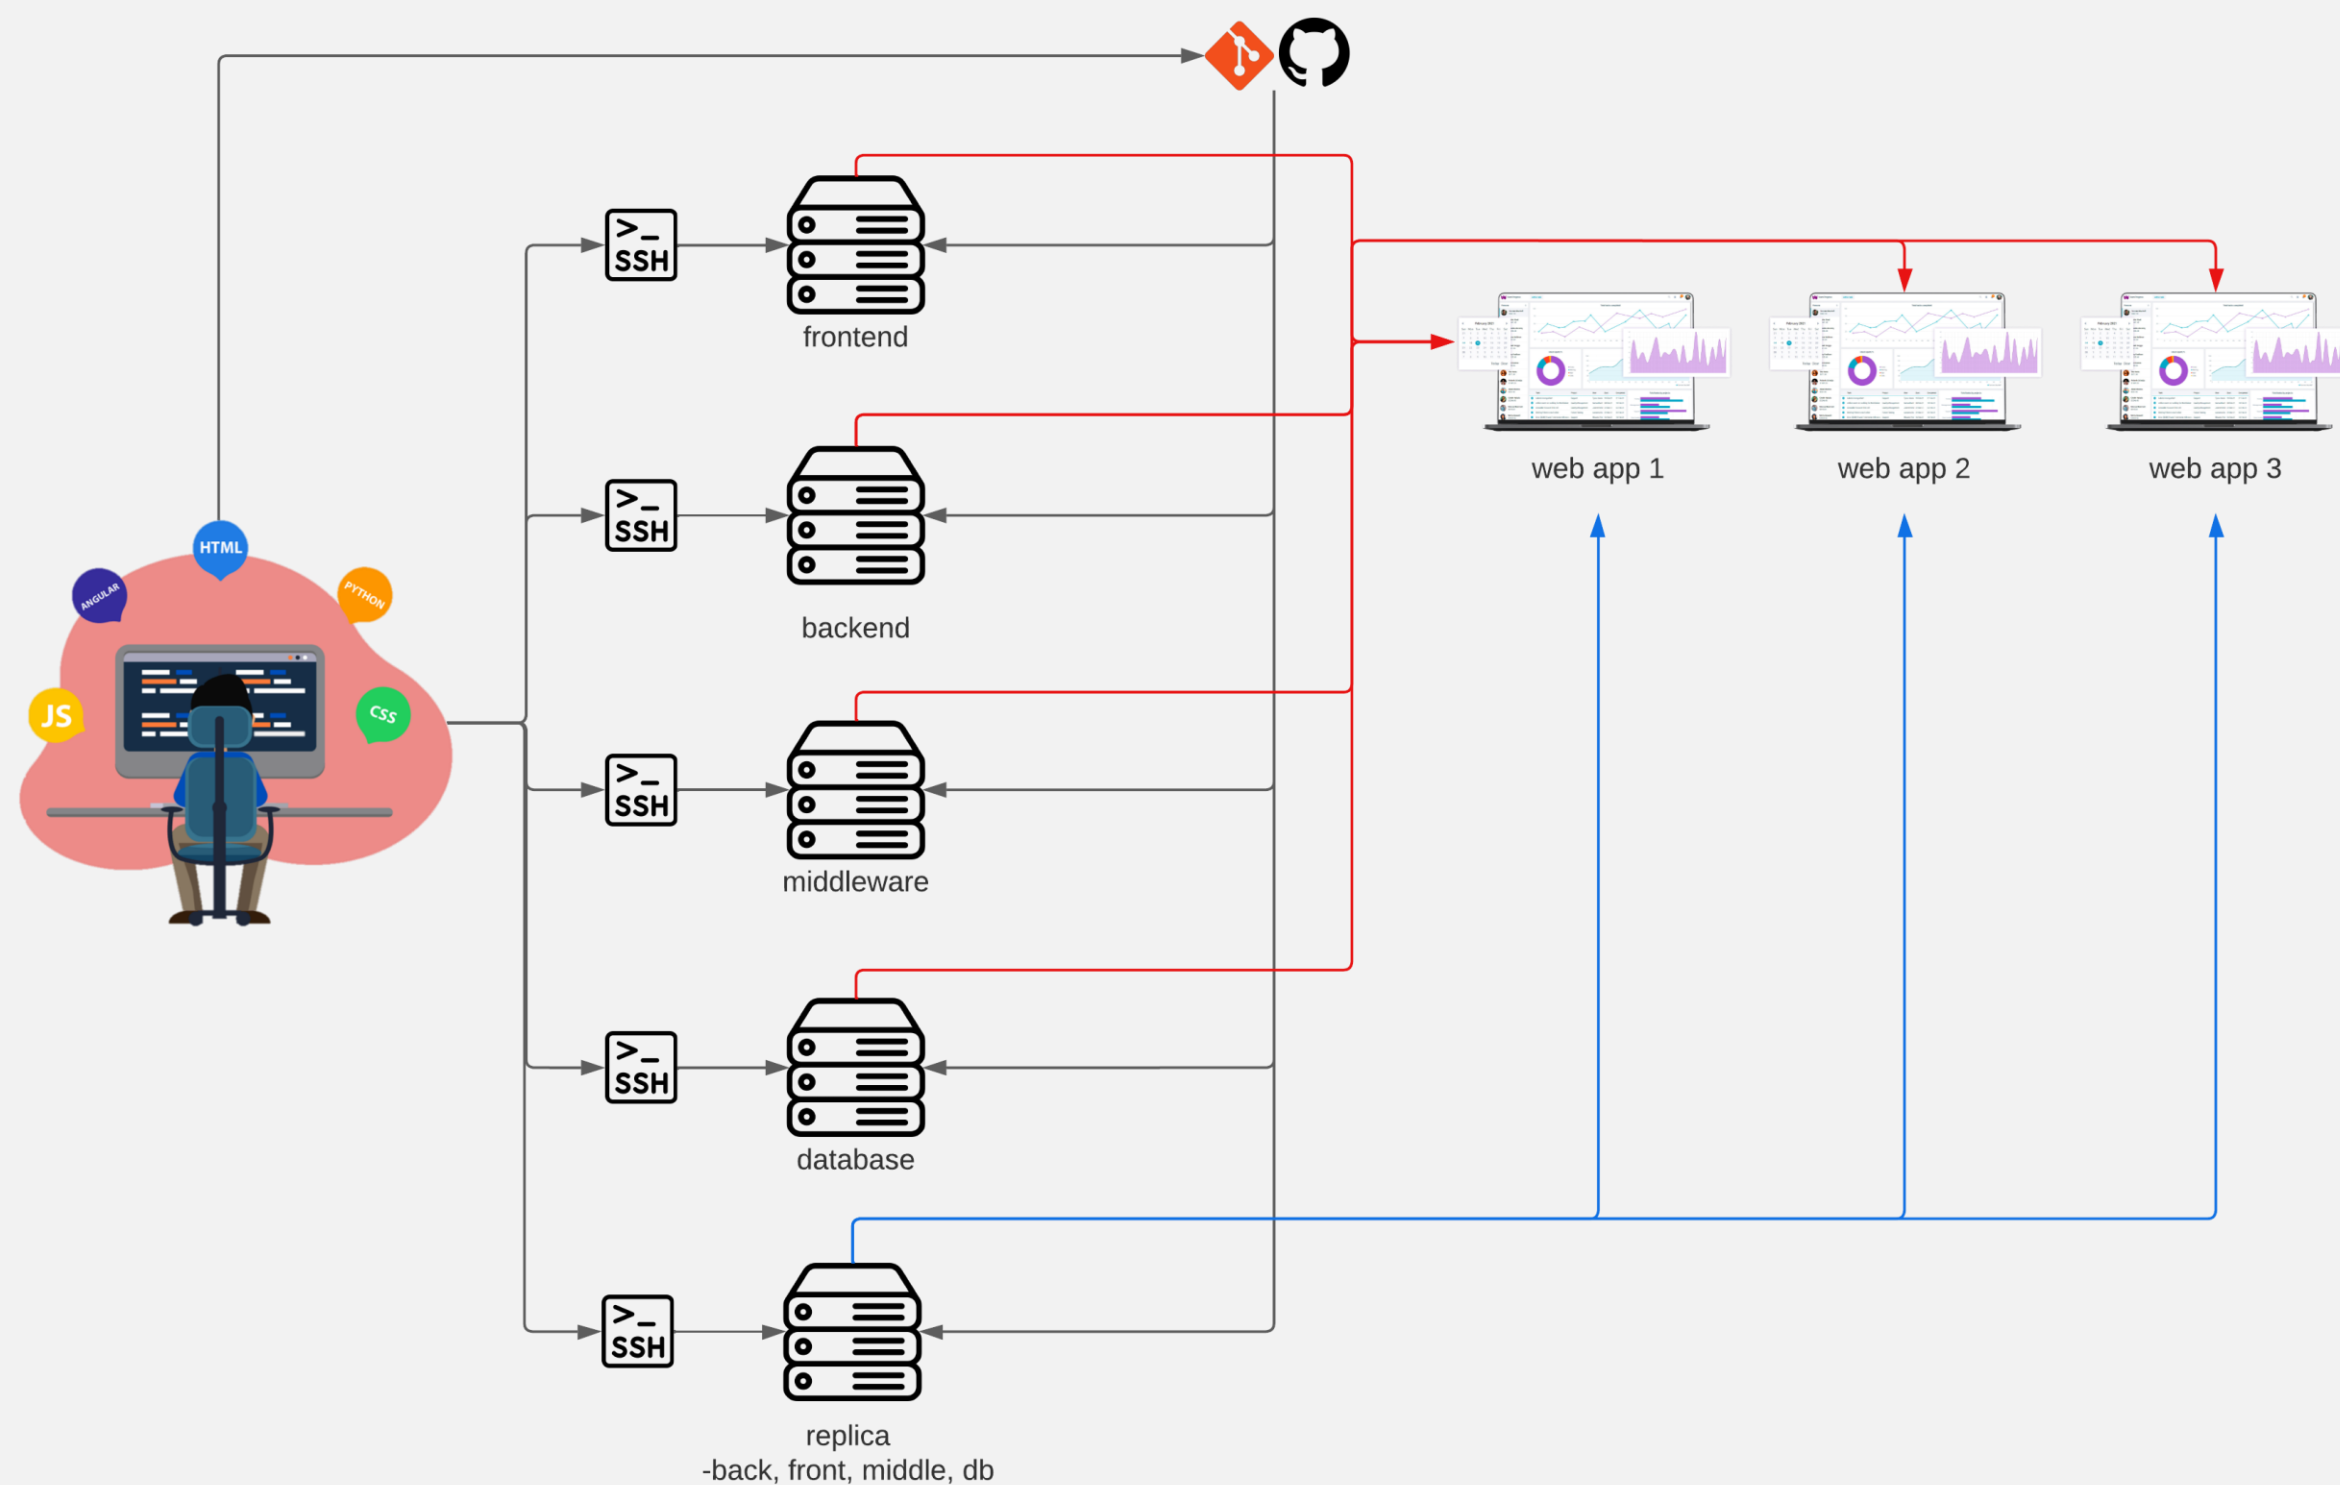 >_
SSH
frontend
>_
SSH
backend
HTML
ANGULAR
PYTHON
JS
CSS
>_
SSH
middleware
>_
SSH
database
>_
SSH
replica
-back, front, middle, db
web app 1
web app 2
web app 3